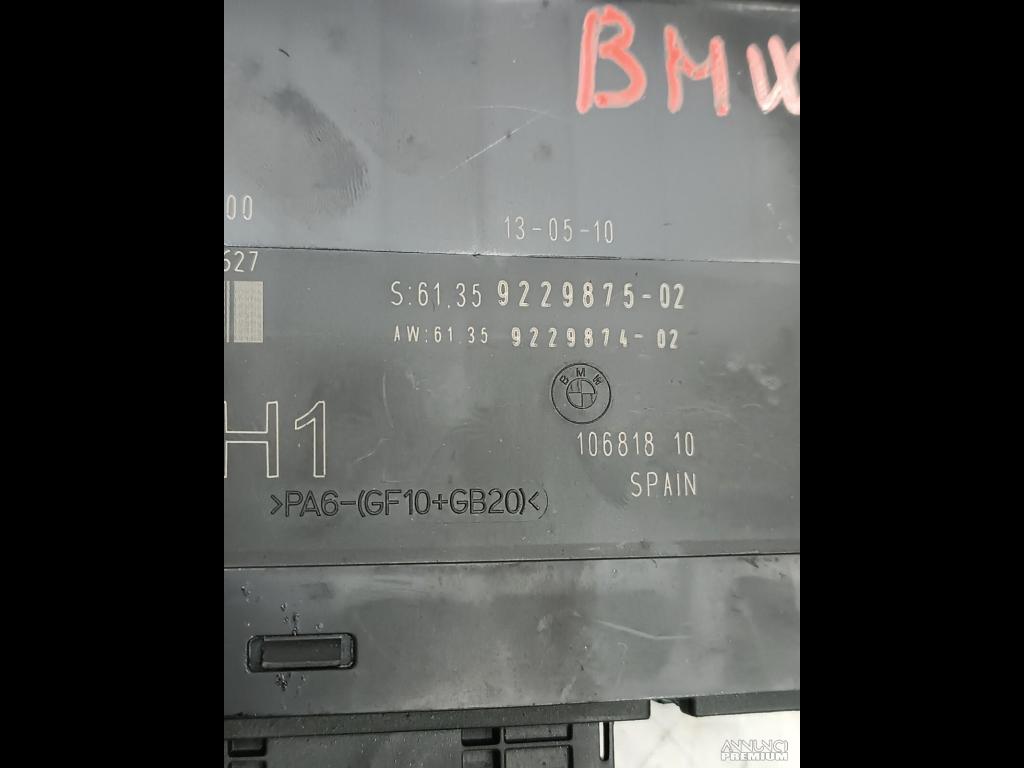 BMW
00
13-05-10
527
S:61.35 9229875-02
AW:61.35 9229874-02
BMW
106818 10
H1
SPAIN
>PA6-(GF10+GB20)<
ANNUNCI
PREMIUM